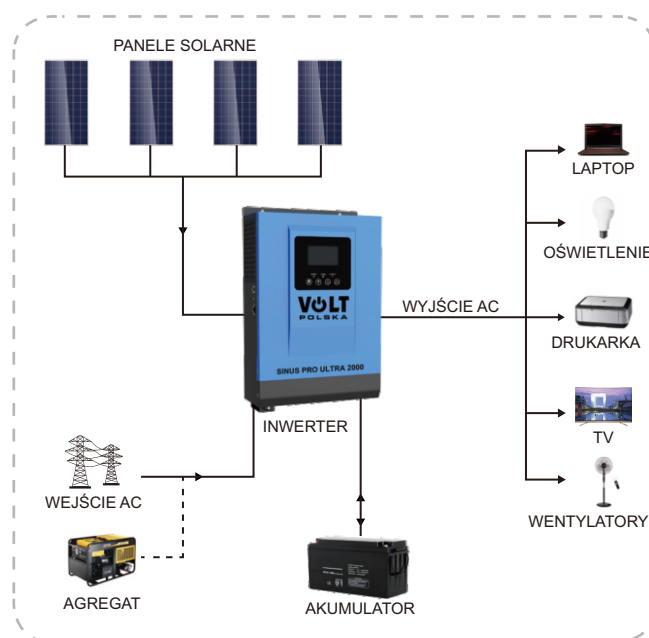 PANELE SOLARNE
LAPTOP
OŚWIETLENIE
VOLT
POLSKA
WYJŚCIE AC
DRUKARKA
SINUS PRO ULTRA 2000
INWERTER
TV
WEJŚCIE AC
WENTYLATORY
AGREGAT
AKUMULATOR